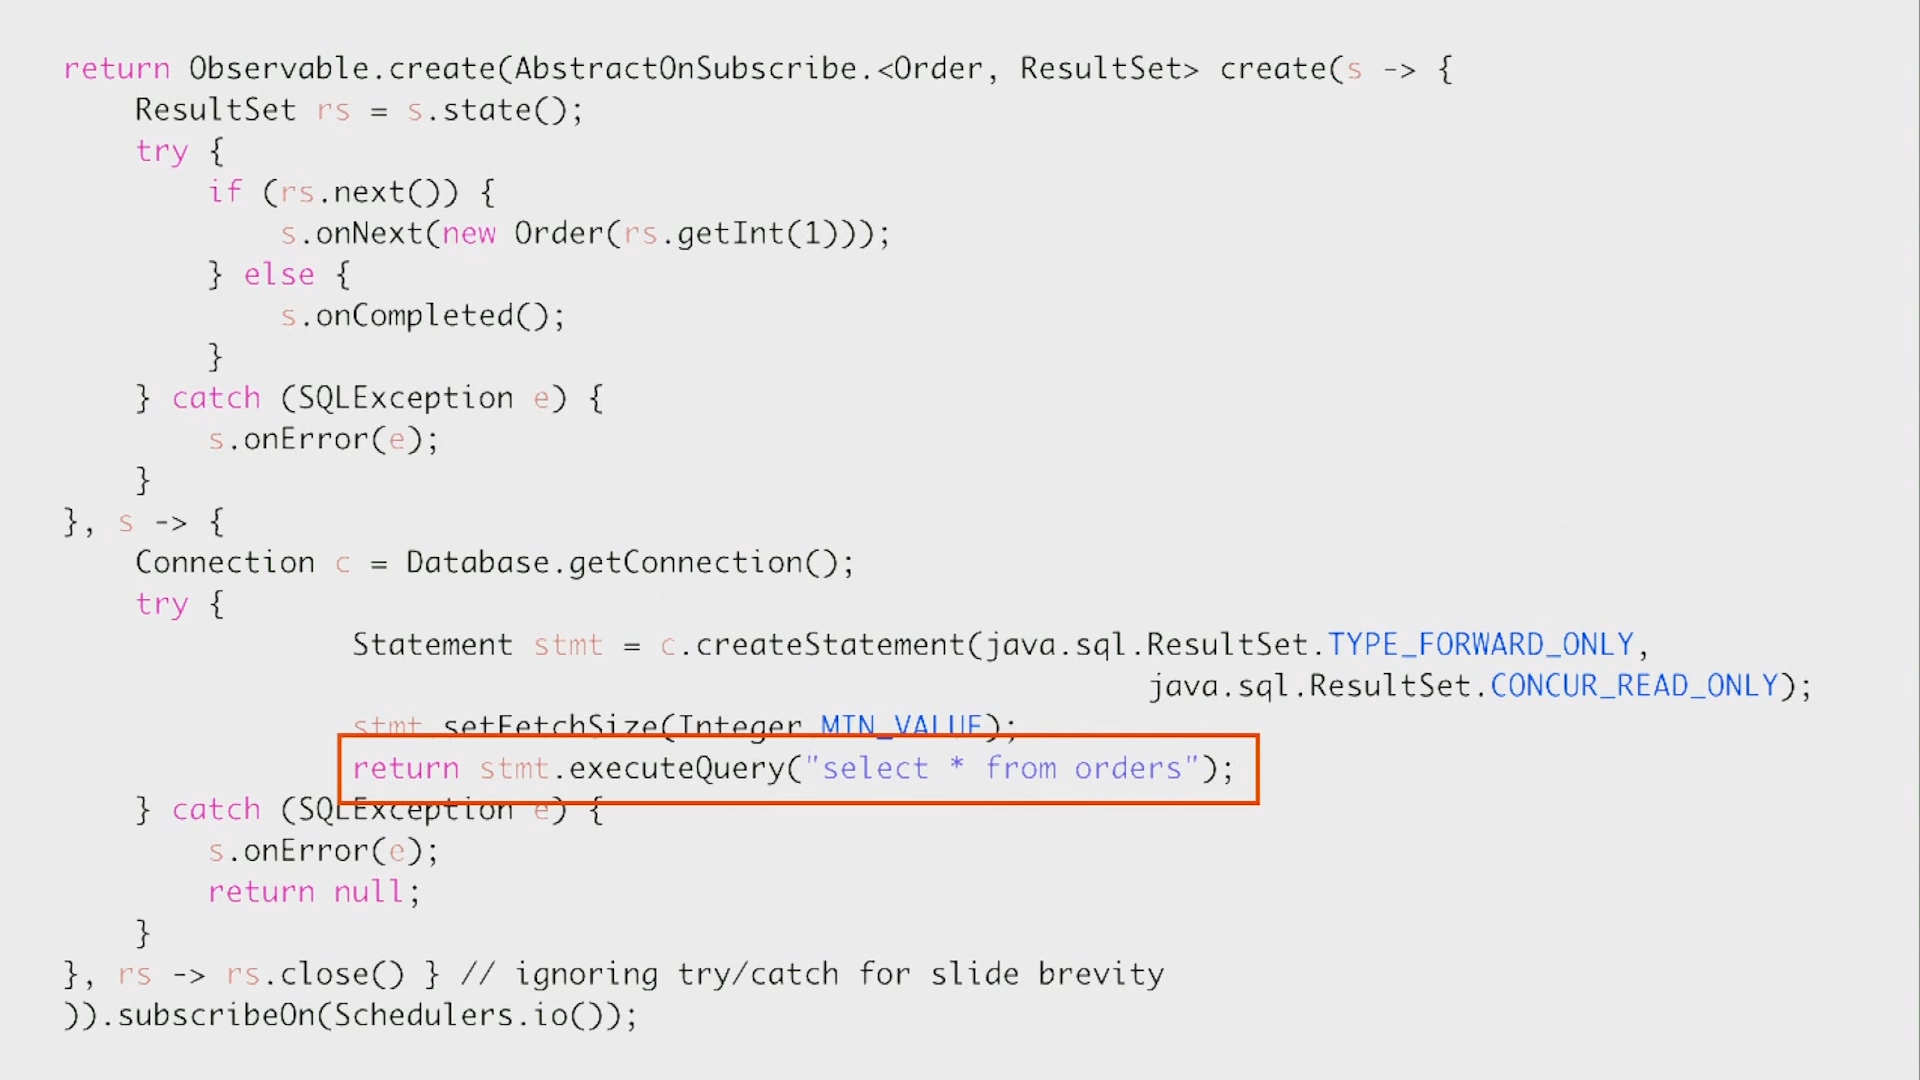 return Observable.create(AbstractOnSubscribe.<Order, ResultSet> create(s -> {
    ResultSet rs = s.state();
    try {
        if (rs.next()) {
            s.onNext(new Order(rs.getInt(1)));
        } else {
            s.onCompleted();
        }
    } catch (SQLException e) {
        s.onError(e);
    }
}, s -> {
    Connection c = Database.getConnection();
    try {
                Statement stmt = c.createStatement(java.sql.ResultSet.TYPE_FORWARD_ONLY,
                                                            java.sql.ResultSet.CONCUR_READ_ONLY);
                stmt.setFetchSize(Integer.MIN_VALUE);
                return stmt.executeQuery("select * from orders");
    } catch (SQLException e) {
        s.onError(e);
        return null;
    }
}, rs -> rs.close() } // ignoring try/catch for slide brevity
)).subscribeOn(Schedulers.io());